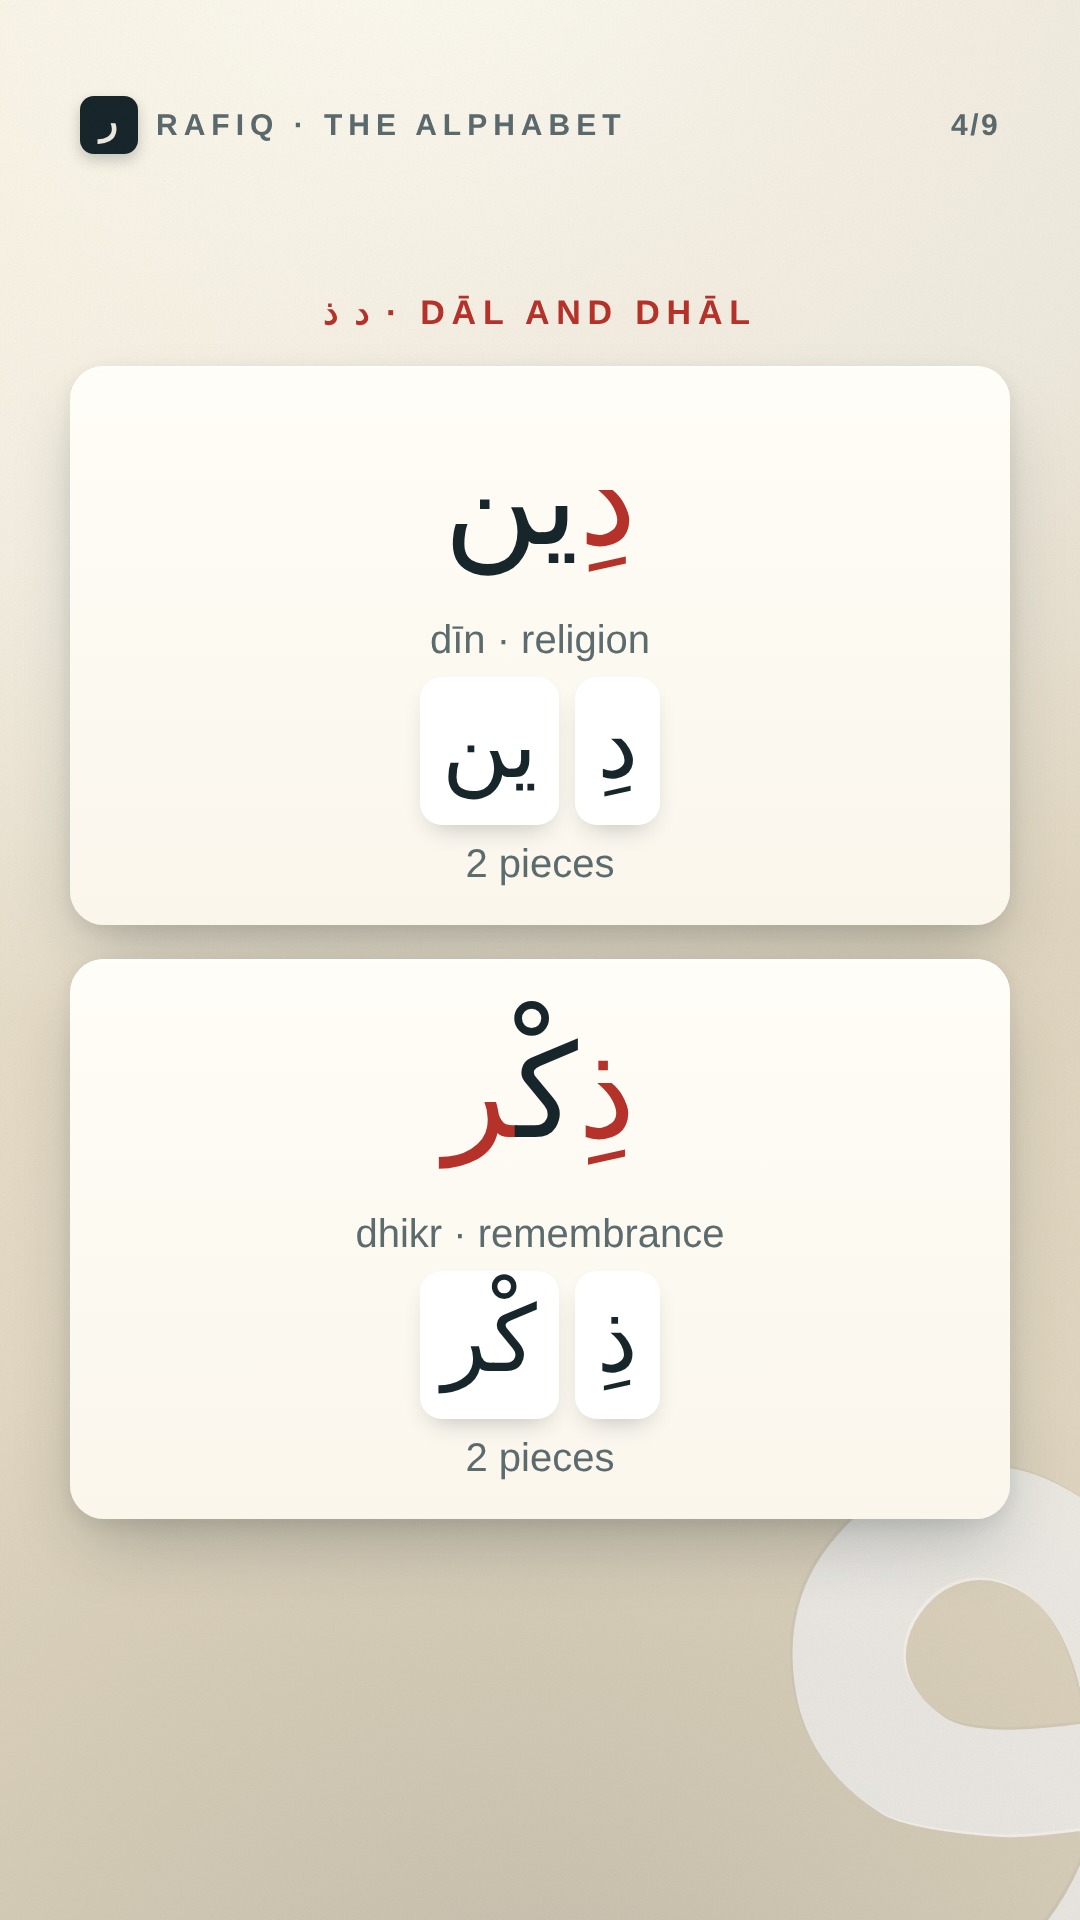 ر RAFIQ · THE ALPHABET 4/9
د ذ · DĀL AND DHĀL
دِين
dīn · religion
دِ ين
2 pieces
ذِكْر
dhikr · remembrance
ذِ كْر
2 pieces